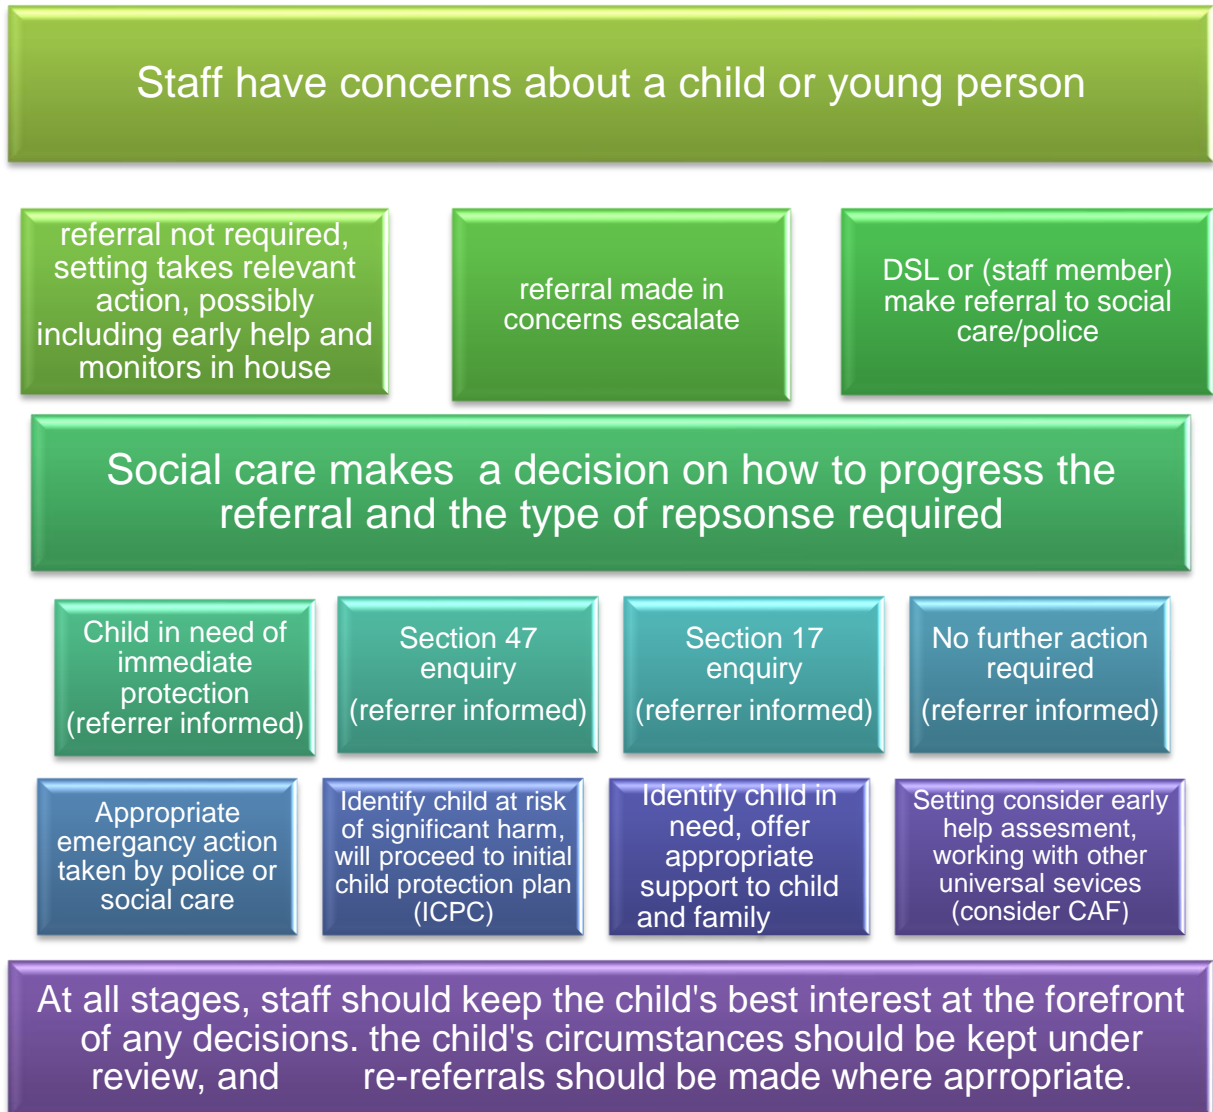 Staff have concerns about a child or young person
referral not required,
setting takes relevant
action, possibly
including early help and
monitors in house
referral made in
concerns escalate
DSL or (staff member)
make referral to social
care/police
Social care makes a decision on how to progress the
referral and the type of repsonse required
Child in need of
immediate
protection
(referrer informed)
Section 47
enquiry
(referrer informed)
Section 17
enquiry
(referrer informed)
No further action
required
(referrer informed)
Appropriate
emergancy action
taken by police or
social care
Identify child at risk
of significant harm,
will proceed to initial
child protection plan
(ICPC)
Identify chIld in
need, offer
appropriate
support to child
and family
Setting consider early
help assesment,
working with other
universal sevices
(consider CAF)
At all stages, staff should keep the child's best interest at the forefront
of any decisions. the child's circumstances should be kept under
review, and re-referrals should be made where aprropriate.